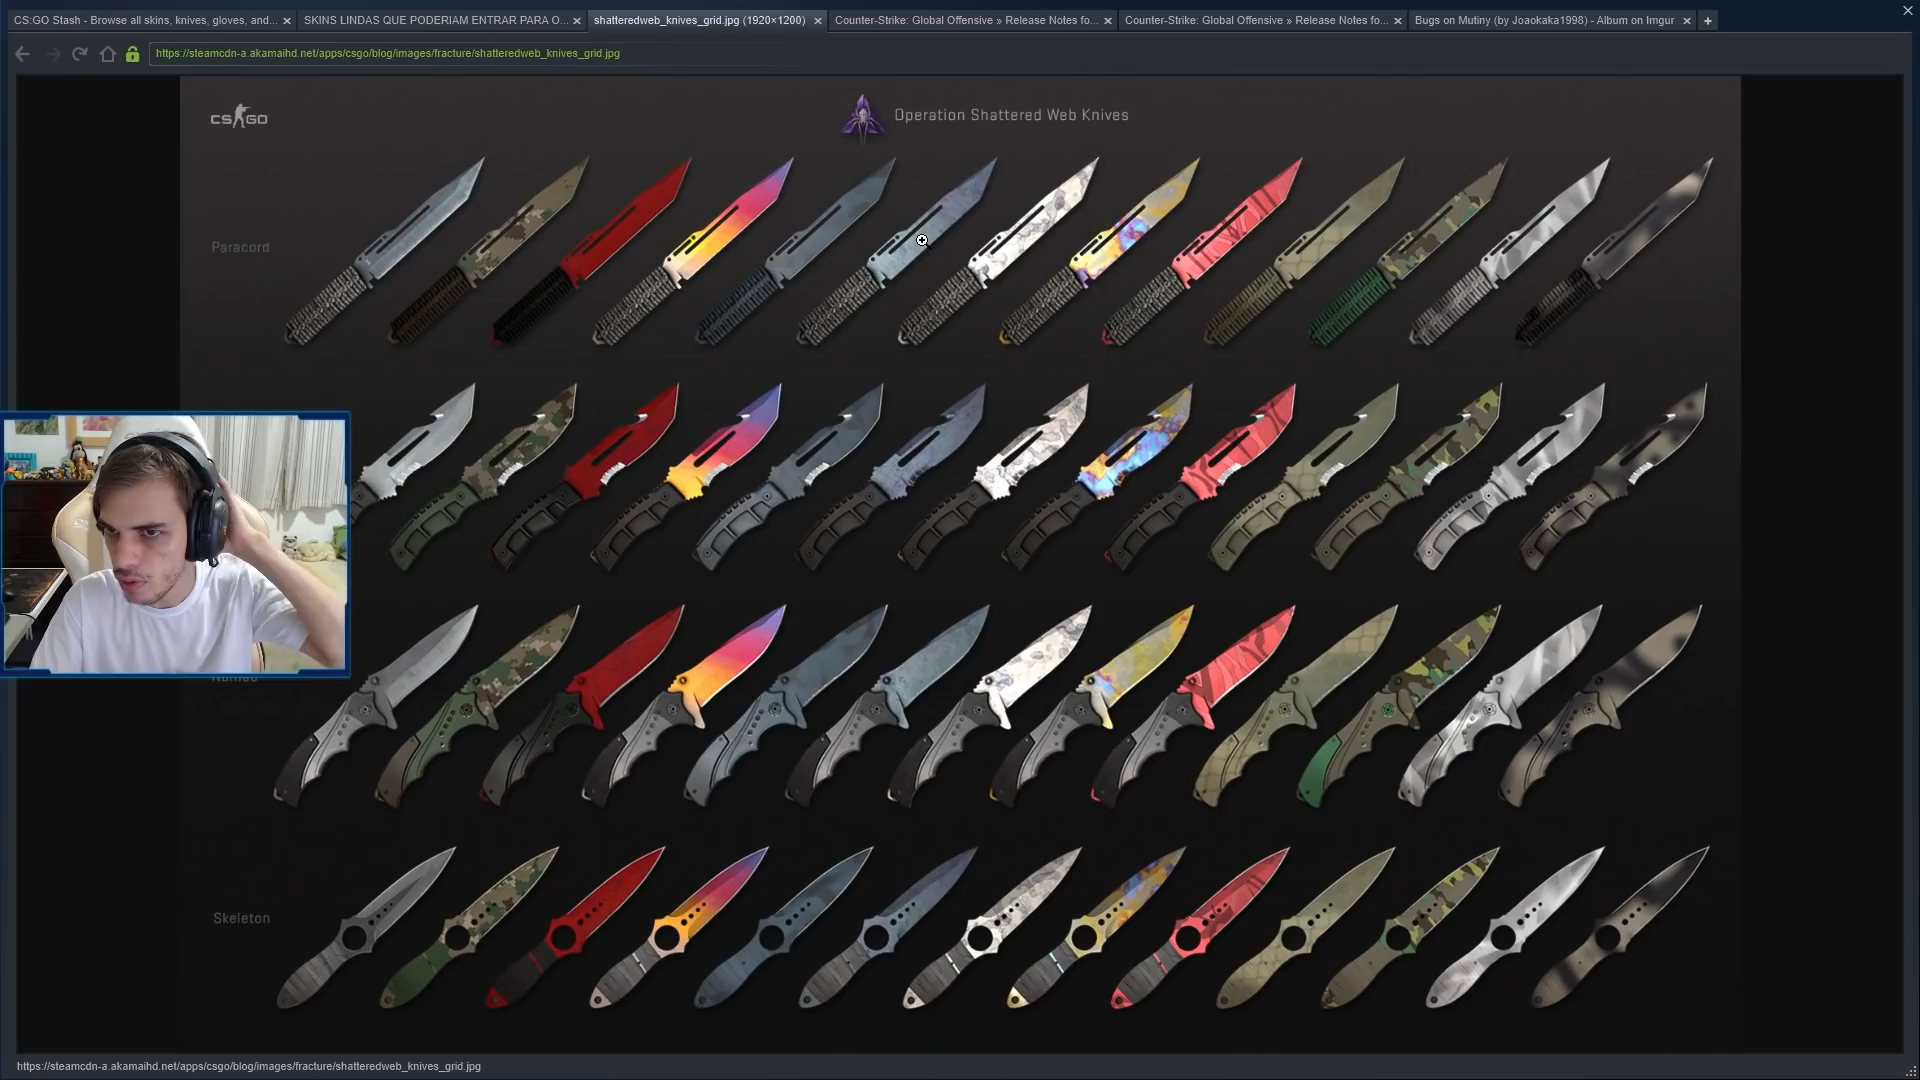 CS:GO Stash - Browse all skins, knives, gloves, and...
SKINS LINDAS QUE PODERIAM ENTRAR PARA O...
shatteredweb_knives_grid.jpg (1920×1200)
Counter-Strike: Global Offensive » Release Notes fo...
Counter-Strike: Global Offensive » Release Notes fo...
Bugs on Mutiny (by Joaokaka1998) - Album on Imgur
https://steamcdn-a.akamaihd.net/apps/csgo/blog/images/fracture/shatteredweb_knives_grid.jpg
CS GO
Operation Shattered Web Knives
Paracord
Skeleton
https://steamcdn-a.akamaihd.net/apps/csgo/blog/images/fracture/shatteredweb_knives_grid.jpg